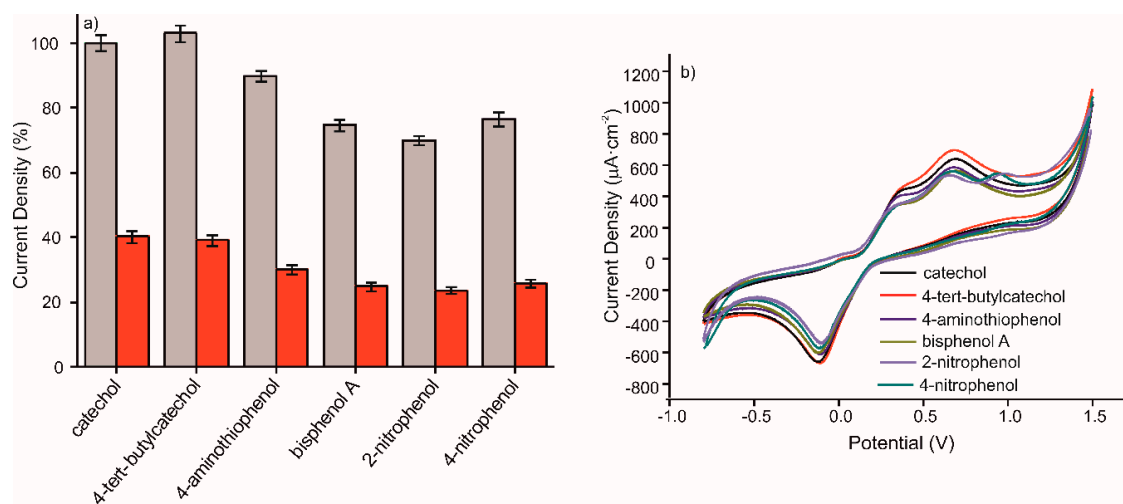 a)
Current Density (%)
100
80
60
40
20
0
catechol
4-tert-butylcatechol
4-aminothiophenol
bisphenol A
2-nitrophenol
4-nitrophenol
b)
Current Density (µA·cm⁻²)
1200
1000
800
600
400
200
0
-200
-400
-600
-800
catechol
4-tert-butylcatechol
4-aminothiophenol
bisphenol A
2-nitrophenol
4-nitrophenol
-1.0 -0.5 0.0 0.5 1.0 1.5
Potential (V)